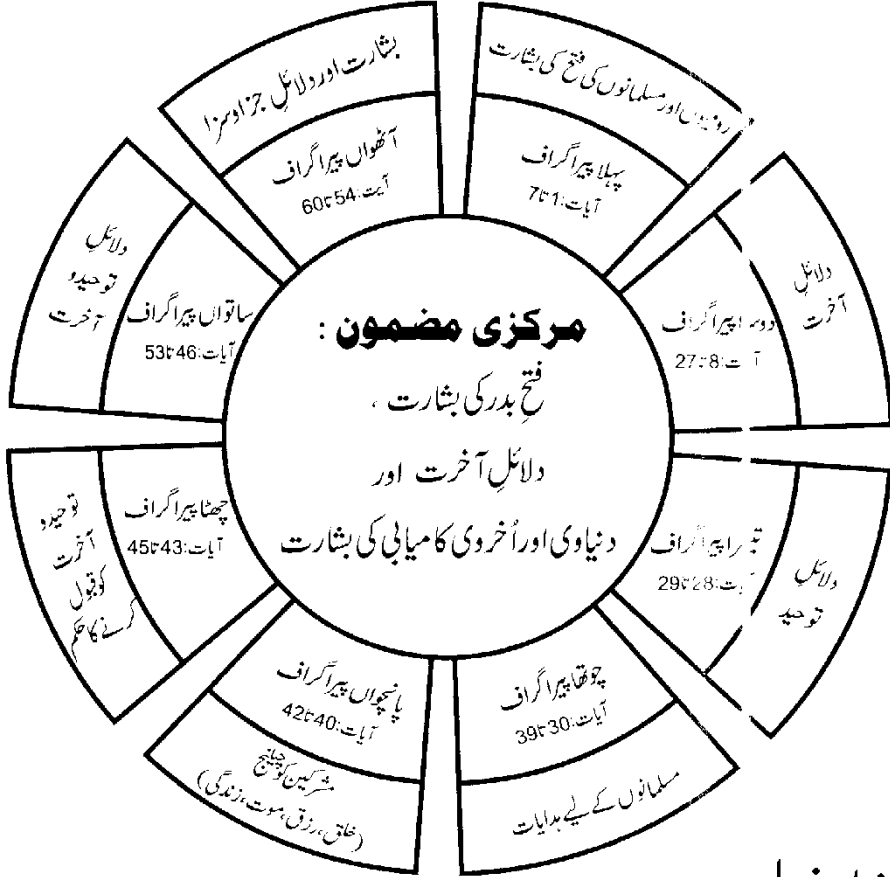 رومیوں اور مسلمانوں کی فتح کی بشارت
پہلا پیراگراف
آیات:1تا7
دلائلِ
آخرت
پیراگراف
8تا27
دلائلِ
توحید
پیراگراف
28تا29
چوتھا پیراگراف
آیات:30تا39
مسلمانوں کے لیے ہدایات
پانچواں پیراگراف
آیات:40تا42
مشرکین کو چیلنج
(خلق، رزق، موت، زندگی)
چھٹا پیراگراف
آیات:43تا45
توحید و
آخرت
کو قبول
کرنے کا حکم
ساتواں پیراگراف
آیات:46تا53
دلائلِ
توحید و
آخرت
بشارت اور دلائلِ جزا و سزا
آٹھواں پیراگراف
آیت:54تا60
مرکزی مضمون :
فتحِ بدر کی بشارت ،
دلائلِ آخرت اور
دنیاوی اور اُخروی کامیابی کی بشارت